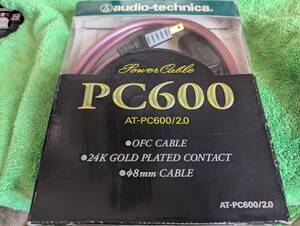 audio-technica.
Power Cable
PC600
AT-PC600/2.0
●OFC CABLE
●24K GOLD PLATED CONTACT
●φ8mm CABLE
AT-PC600/2.0